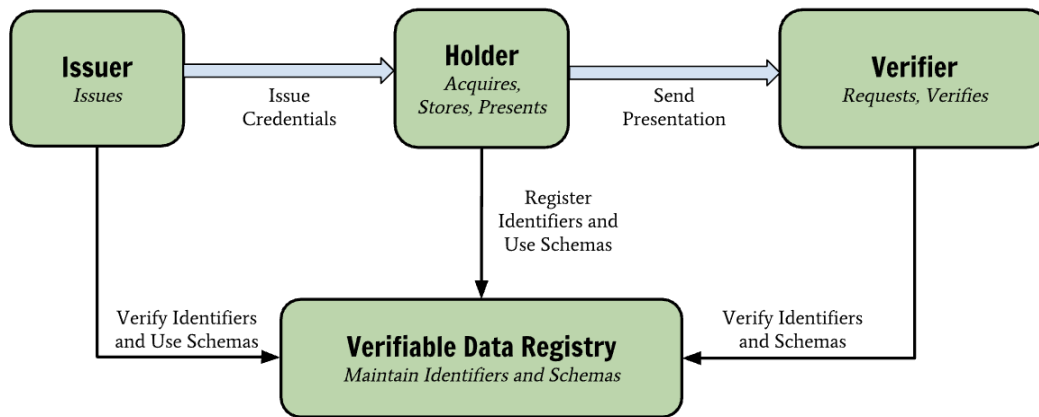 Issuer
Issues
Issue
Credentials
Holder
Acquires,
Stores, Presents
Send
Presentation
Verifier
Requests, Verifies
Register
Identifiers and
Use Schemas
Verify Identifiers
and Use Schemas
Verifiable Data Registry
Maintain Identifiers and Schemas
Verify Identifiers
and Schemas